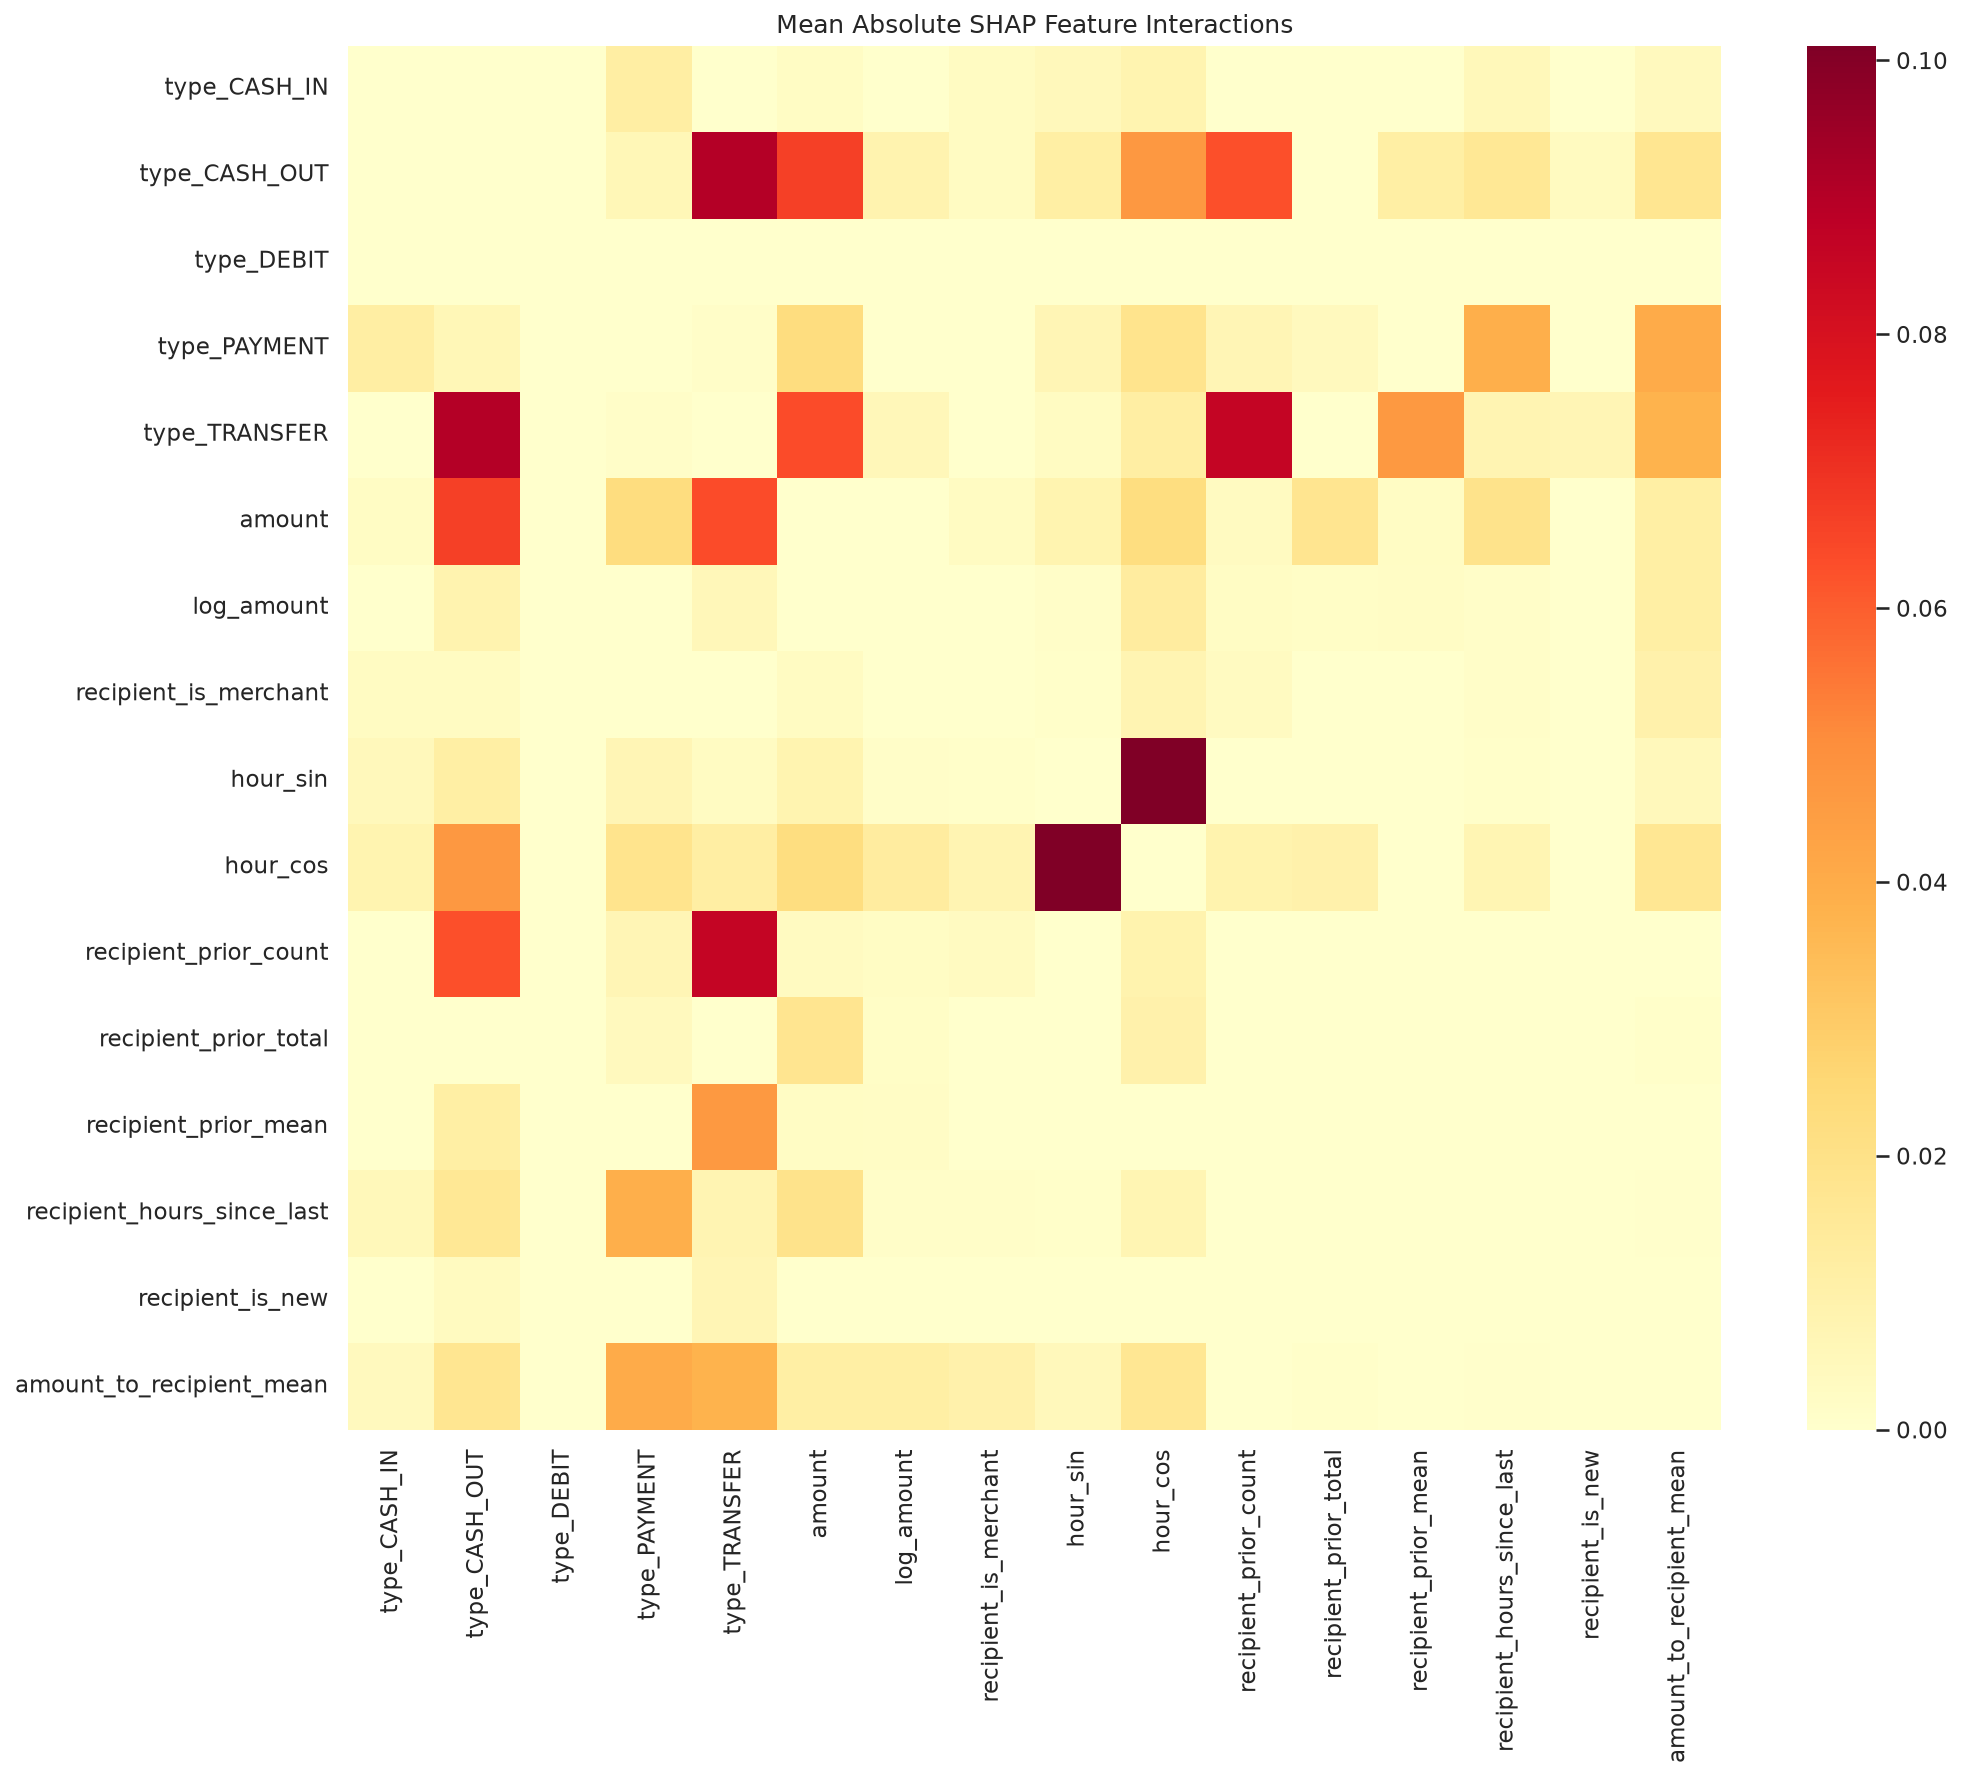 Mean Absolute SHAP Feature Interactions
type_CASH_IN
type_CASH_OUT
type_DEBIT
type_PAYMENT
type_TRANSFER
amount
log_amount
recipient_is_merchant
hour_sin
hour_cos
recipient_prior_count
recipient_prior_total
recipient_prior_mean
recipient_hours_since_last
recipient_is_new
amount_to_recipient_mean
type_CASH_IN
type_CASH_OUT
type_DEBIT
type_PAYMENT
type_TRANSFER
amount
log_amount
recipient_is_merchant
hour_sin
hour_cos
recipient_prior_count
recipient_prior_total
recipient_prior_mean
recipient_hours_since_last
recipient_is_new
amount_to_recipient_mean
0.10
0.08
0.06
0.04
0.02
0.00